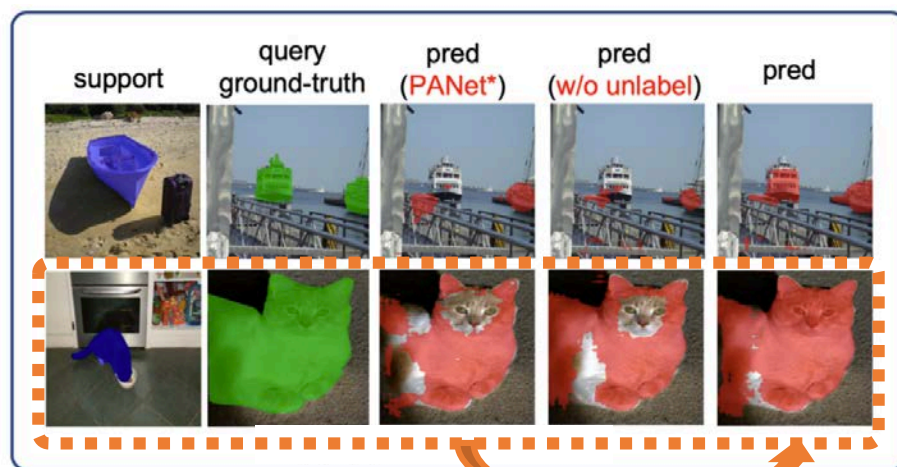 support
query
ground-truth
pred
(PANet*)
pred
(w/o unlabel)
pred